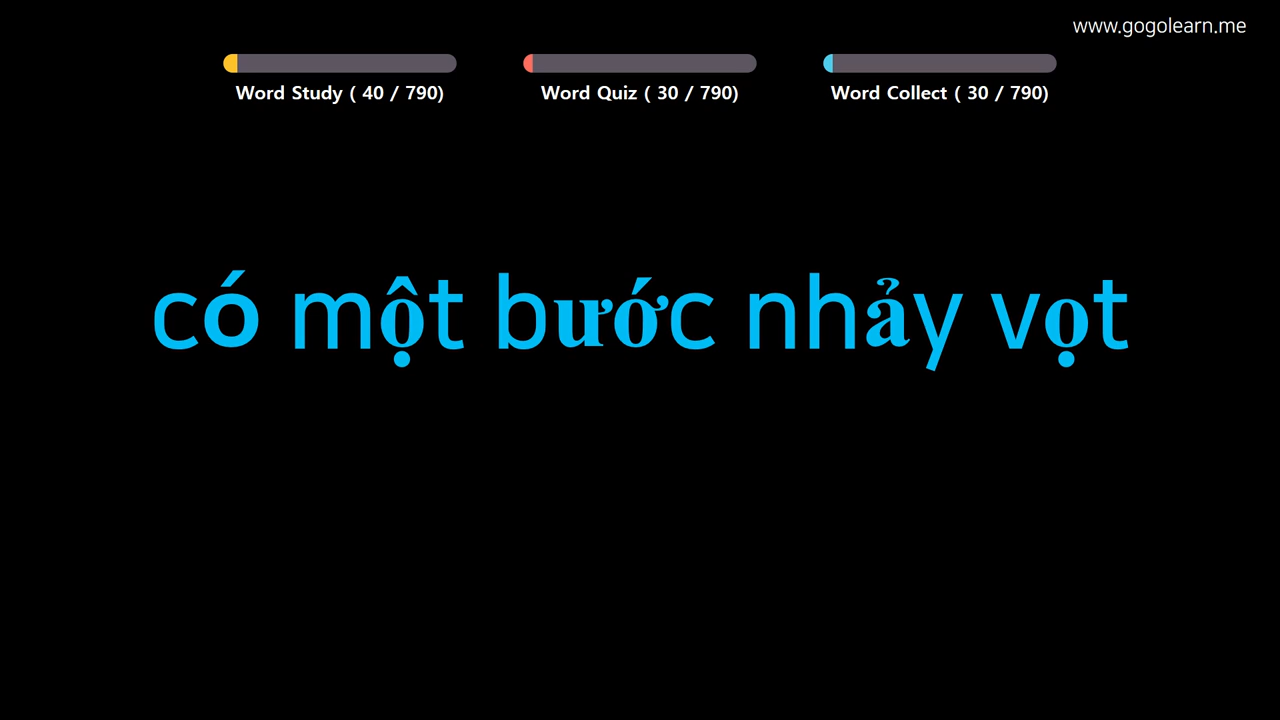 www.gogolearn.me
Word Study ( 40 / 790)
Word Quiz ( 30 / 790)
Word Collect ( 30 / 790)
có một bước nhảy vọt